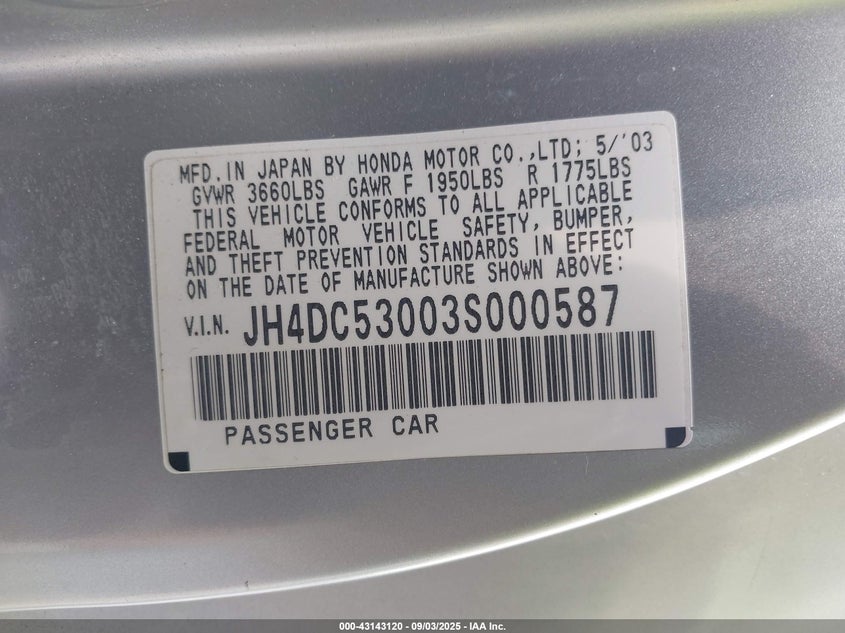 MFD. IN JAPAN BY HONDA MOTOR CO.,LTD; 5/'03
GVWR 3660LBS GAWR F 1950LBS R 1775LBS
THIS VEHICLE CONFORMS TO ALL APPLICABLE
FEDERAL MOTOR VEHICLE SAFETY, BUMPER,
AND THEFT PREVENTION STANDARDS IN EFFECT
ON THE DATE OF MANUFACTURE SHOWN ABOVE:
V.I.N. JH4DC53003S000587
PASSENGER CAR
000-43143120 - 09/03/2025 - IAA Inc.